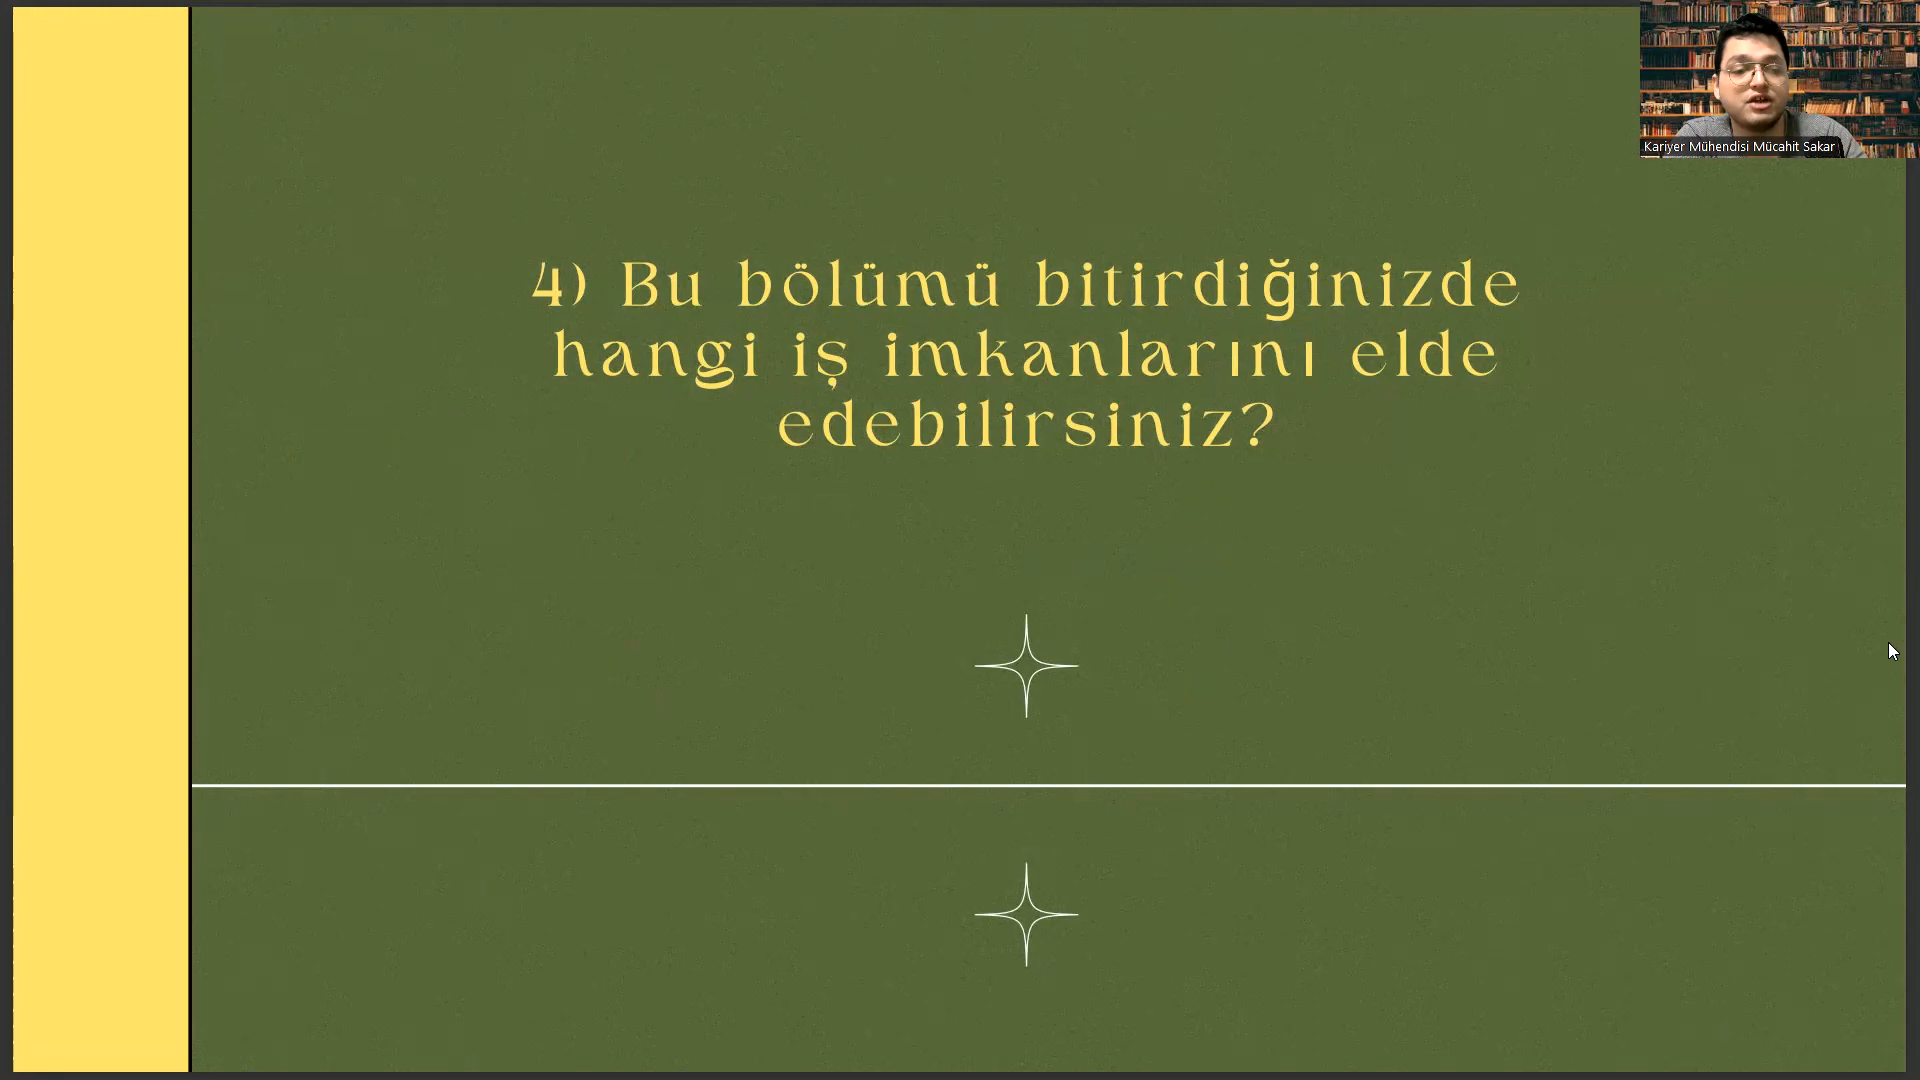 Kariyer Mühendisi Mücahit Sakar
4) Bu bölümü bitirdiğinizde
hangi iş imkanlarını elde
edebilirsiniz?